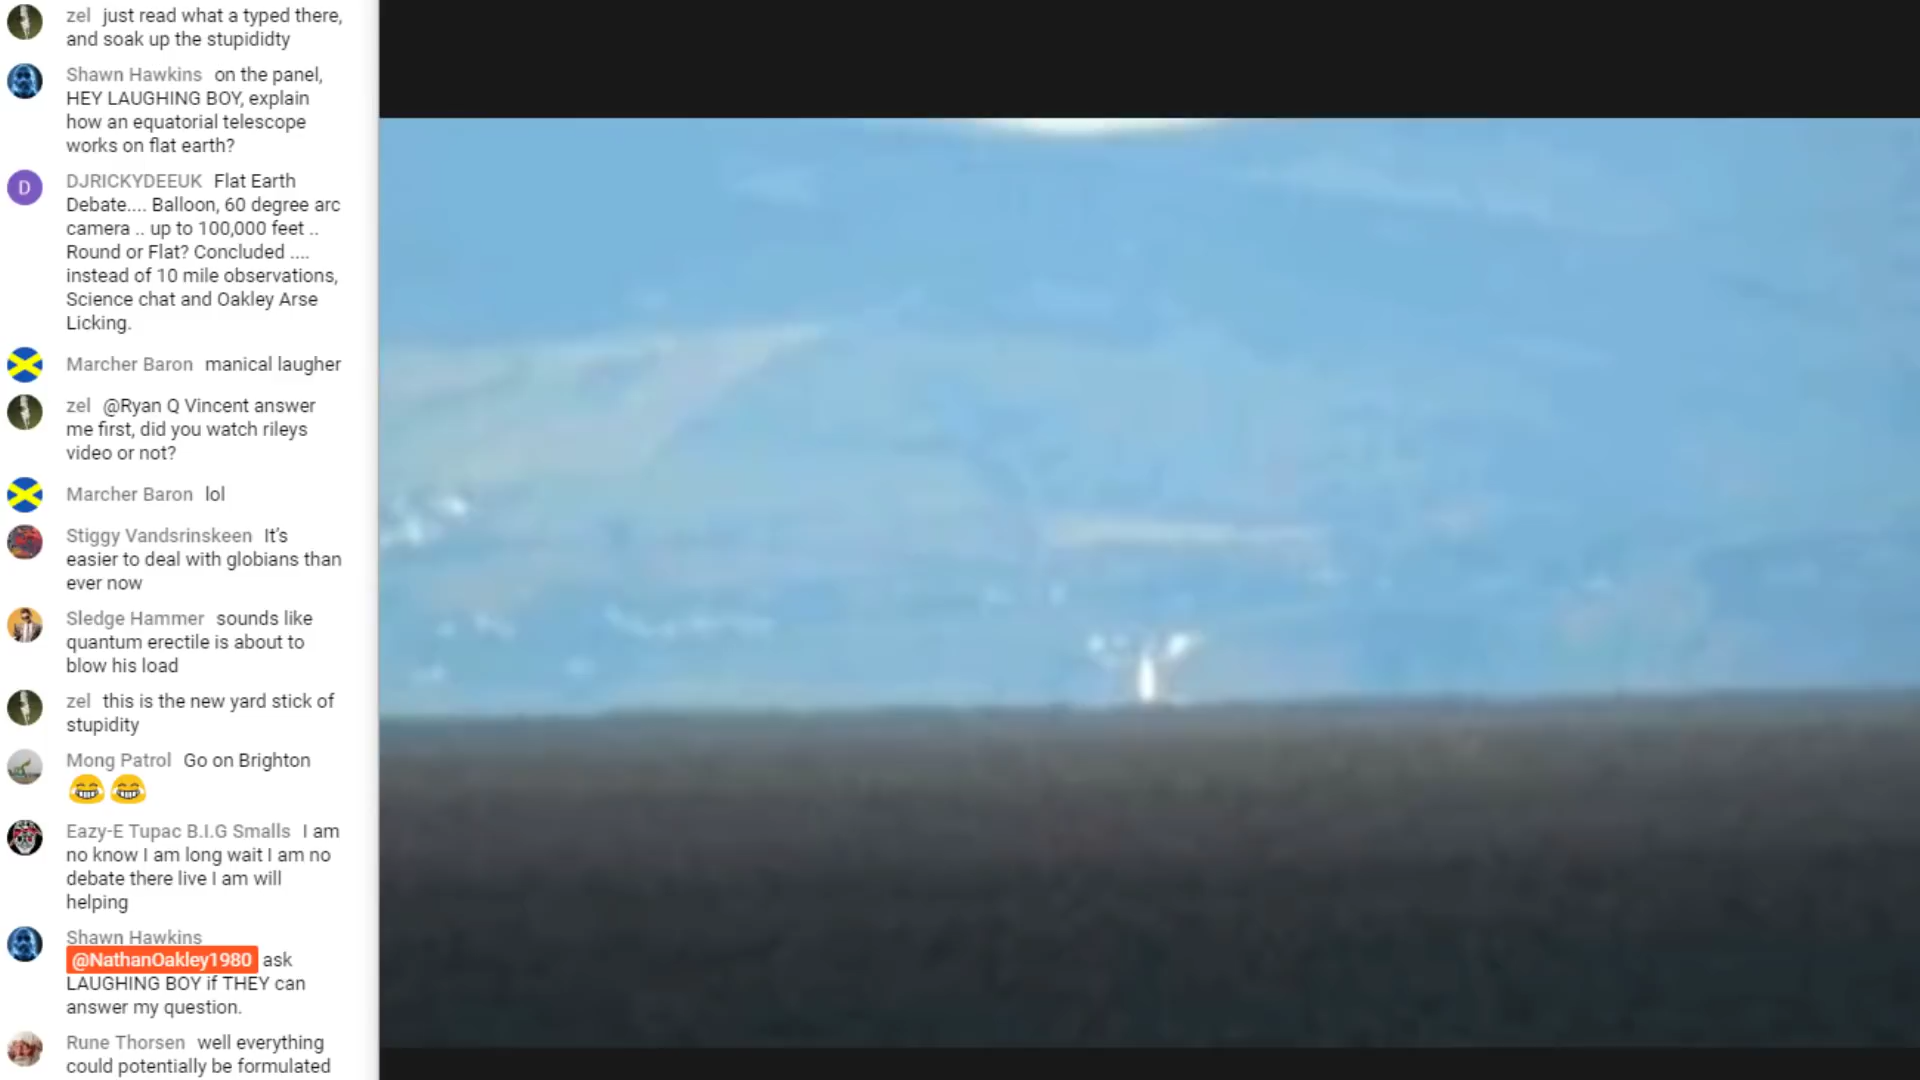 zel just read what a typed there,
and soak up the stupididty
Shawn Hawkins on the panel,
HEY LAUGHING BOY, explain
how an equatorial telescope
works on flat earth?
D
DJRICKYDEEUK Flat Earth
Debate.... Balloon, 60 degree arc
camera .. up to 100,000 feet ..
Round or Flat? Concluded ....
instead of 10 mile observations,
Science chat and Oakley Arse
Licking.
Marcher Baron manical laugher
zel @Ryan Q Vincent answer
me first, did you watch rileys
video or not?
Marcher Baron lol
Stiggy Vandsrinskeen It's
easier to deal with globians than
ever now
Sledge Hammer sounds like
quantum erectile is about to
blow his load
zel this is the new yard stick of
stupidity
Mong Patrol Go on Brighton
Eazy-E Tupac B.I.G Smalls I am
no know I am long wait I am no
debate there live I am will
helping
Shawn Hawkins
@NathanOakley1980 ask
LAUGHING BOY if THEY can
answer my question.
Rune Thorsen well everything
could potentially be formulated